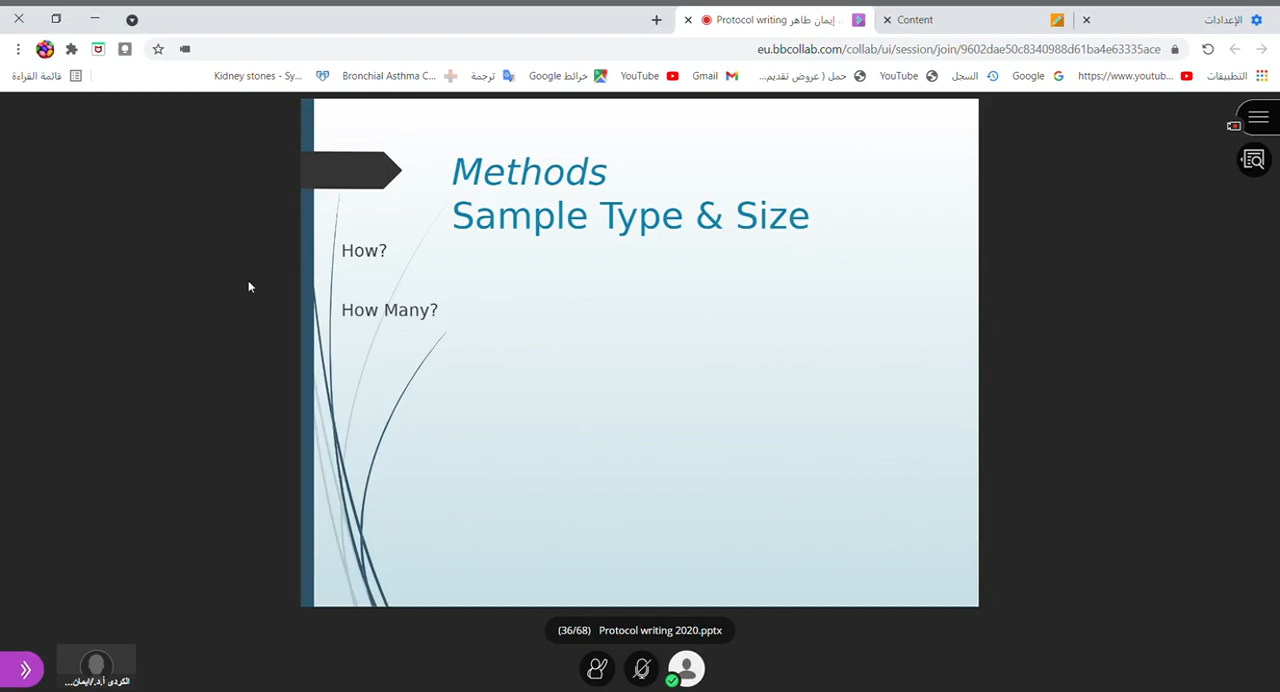 الإعدادات
Content
Protocol writing إيمان طاهر ...
eu.bbcollab.com/collab/ui/session/join/9602dae50c8340988d61ba4e63335ace
التطبيقات
https://www.youtub...
Google
السجل
YouTube
حمل ( عروض تقديم...
Gmail
YouTube
خرائط Google
ترجمة
Bronchial Asthma C...
Kidney stones - Sy...
قائمة القراءة
Methods
Sample Type & Size
How?
How Many?
(36/68) Protocol writing 2020.pptx
الكردى أ.د./ايمان...